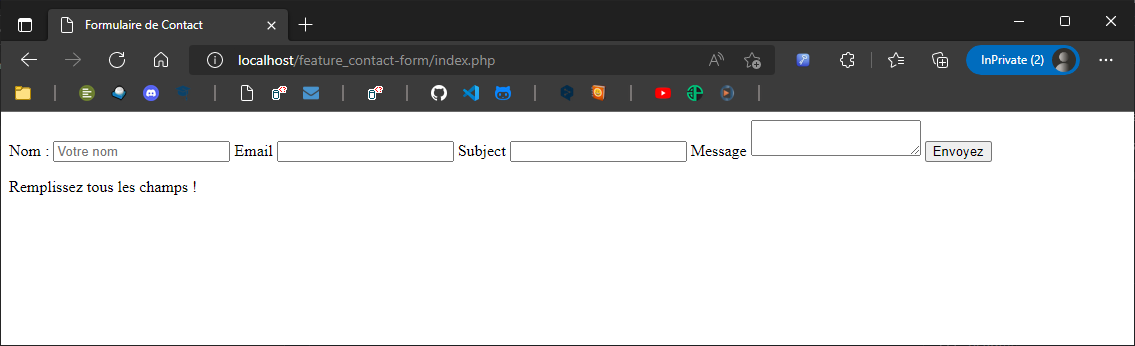 Formulaire de Contact
localhost/feature_contact-form/index.php
InPrivate (2)
Nom : Votre nom Email Subject Message Envoyez
Remplissez tous les champs !